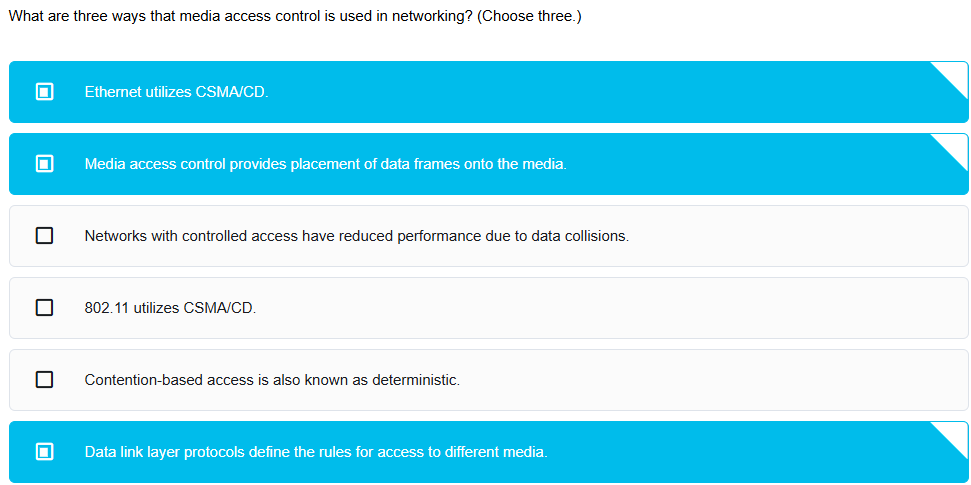 What are three ways that media access control is used in networking? (Choose three.)
Ethernet utilizes CSMA/CD.
Media access control provides placement of data frames onto the media.
Networks with controlled access have reduced performance due to data collisions.
802.11 utilizes CSMA/CD.
Contention-based access is also known as deterministic.
Data link layer protocols define the rules for access to different media.